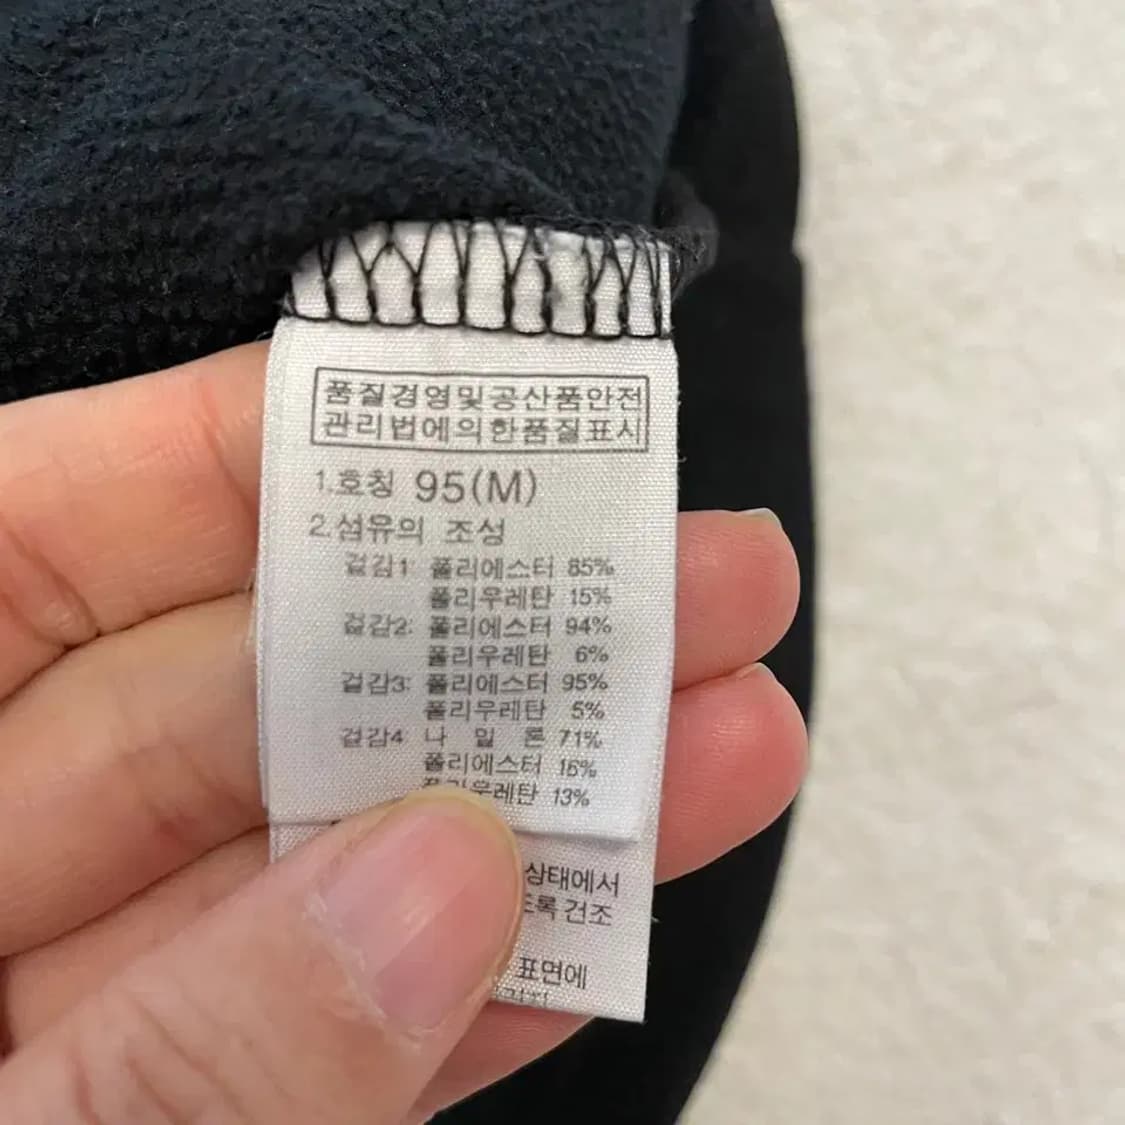 품질경영및공산품안전
관리법에의한품질표시
1.호칭 95(M)
2.섬유의 조성
겉감1: 폴리에스터 85%
폴리우레탄 15%
겉감2: 폴리에스터 94%
폴리우레탄 6%
겉감3: 폴리에스터 95%
폴리우레탄 5%
겉감4: 나 일 론 71%
폴리에스터 16%
폴리우레탄 13%
상태에서
도록 건조
표면에